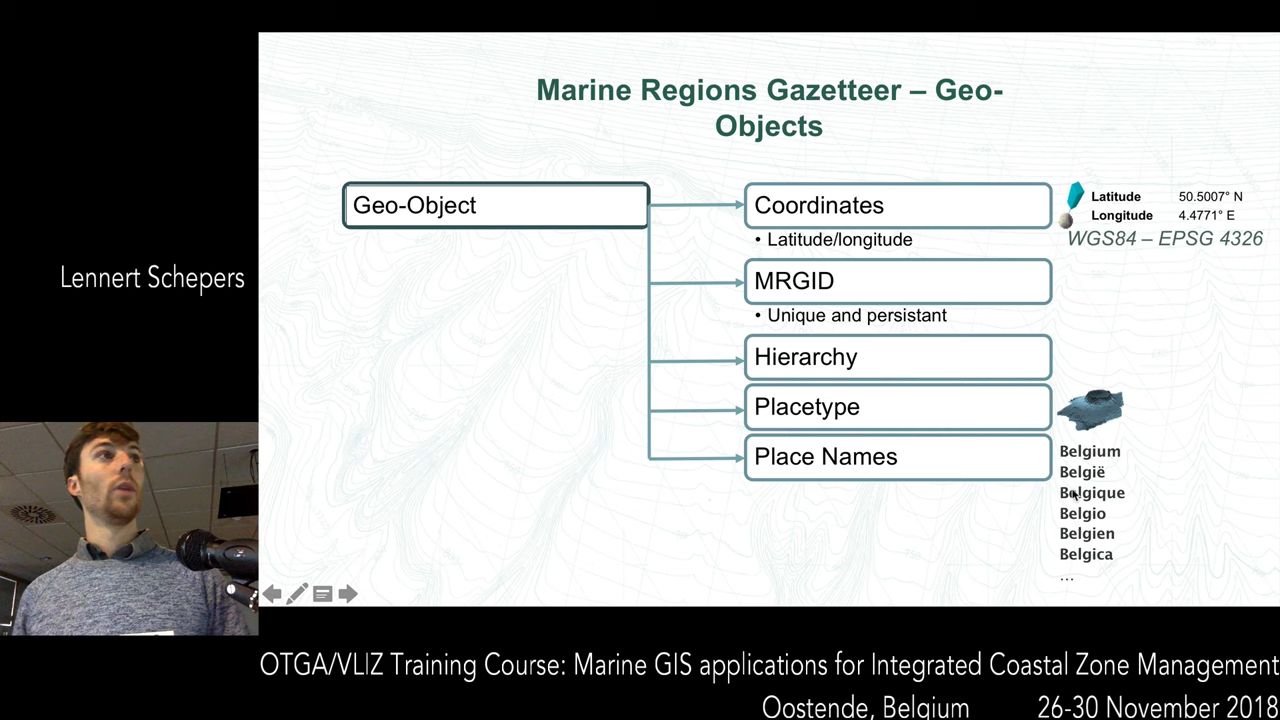 Marine Regions Gazetteer – Geo-
Objects
Geo-Object
Coordinates
• Latitude/longitude
Latitude 50.5007° N
Longitude 4.4771° E
WGS84 – EPSG 4326
MRGID
• Unique and persistant
Hierarchy
Placetype
Place Names
Belgium
België
Belgique
Belgio
Belgien
Belgica
...
Lennert Schepers
OTGA/VLIZ Training Course: Marine GIS applications for Integrated Coastal Zone Management
Oostende, Belgium 26-30 November 2018